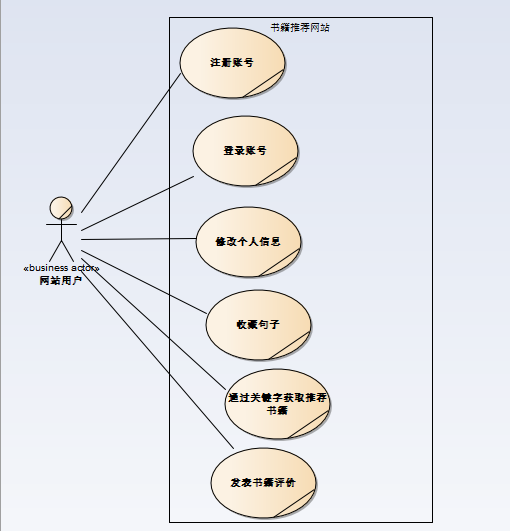 书籍推荐网站
注册账号
登录账号
修改个人信息
«business actor»
网站用户
收藏句子
通过关键字获取推荐
书籍
发表书籍评价